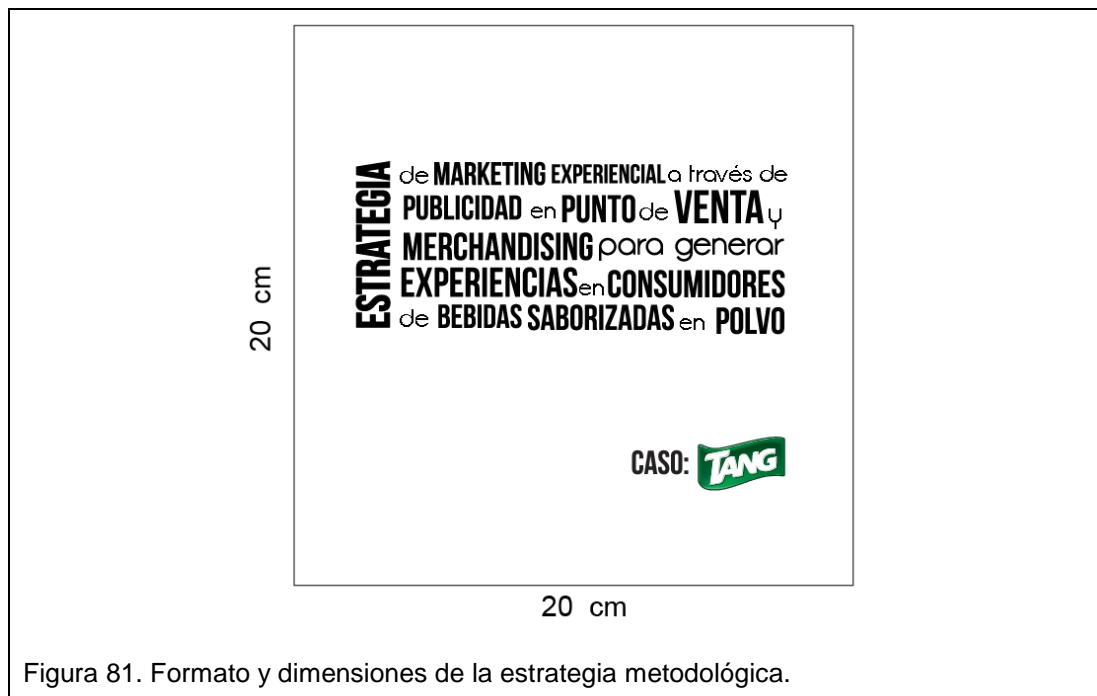 ESTRATEGIA
de MARKETING EXPERIENCIAL a través de
PUBLICIDAD en PUNTO de VENTA y
MERCHANDISING para generar
EXPERIENCIAS en CONSUMIDORES
de BEBIDAS SABORIZADAS en POLVO
20 cm
CASO: TANG
20 cm
Figura 81. Formato y dimensiones de la estrategia metodológica.